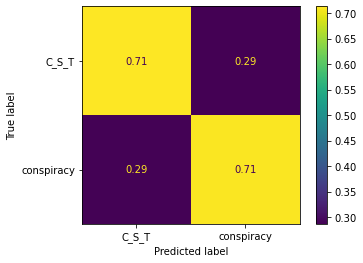 C_S_T
conspiracy
True label
0.71
0.29
0.29
0.71
C_S_T
conspiracy
Predicted label
0.70
0.65
0.60
0.55
0.50
0.45
0.40
0.35
0.30